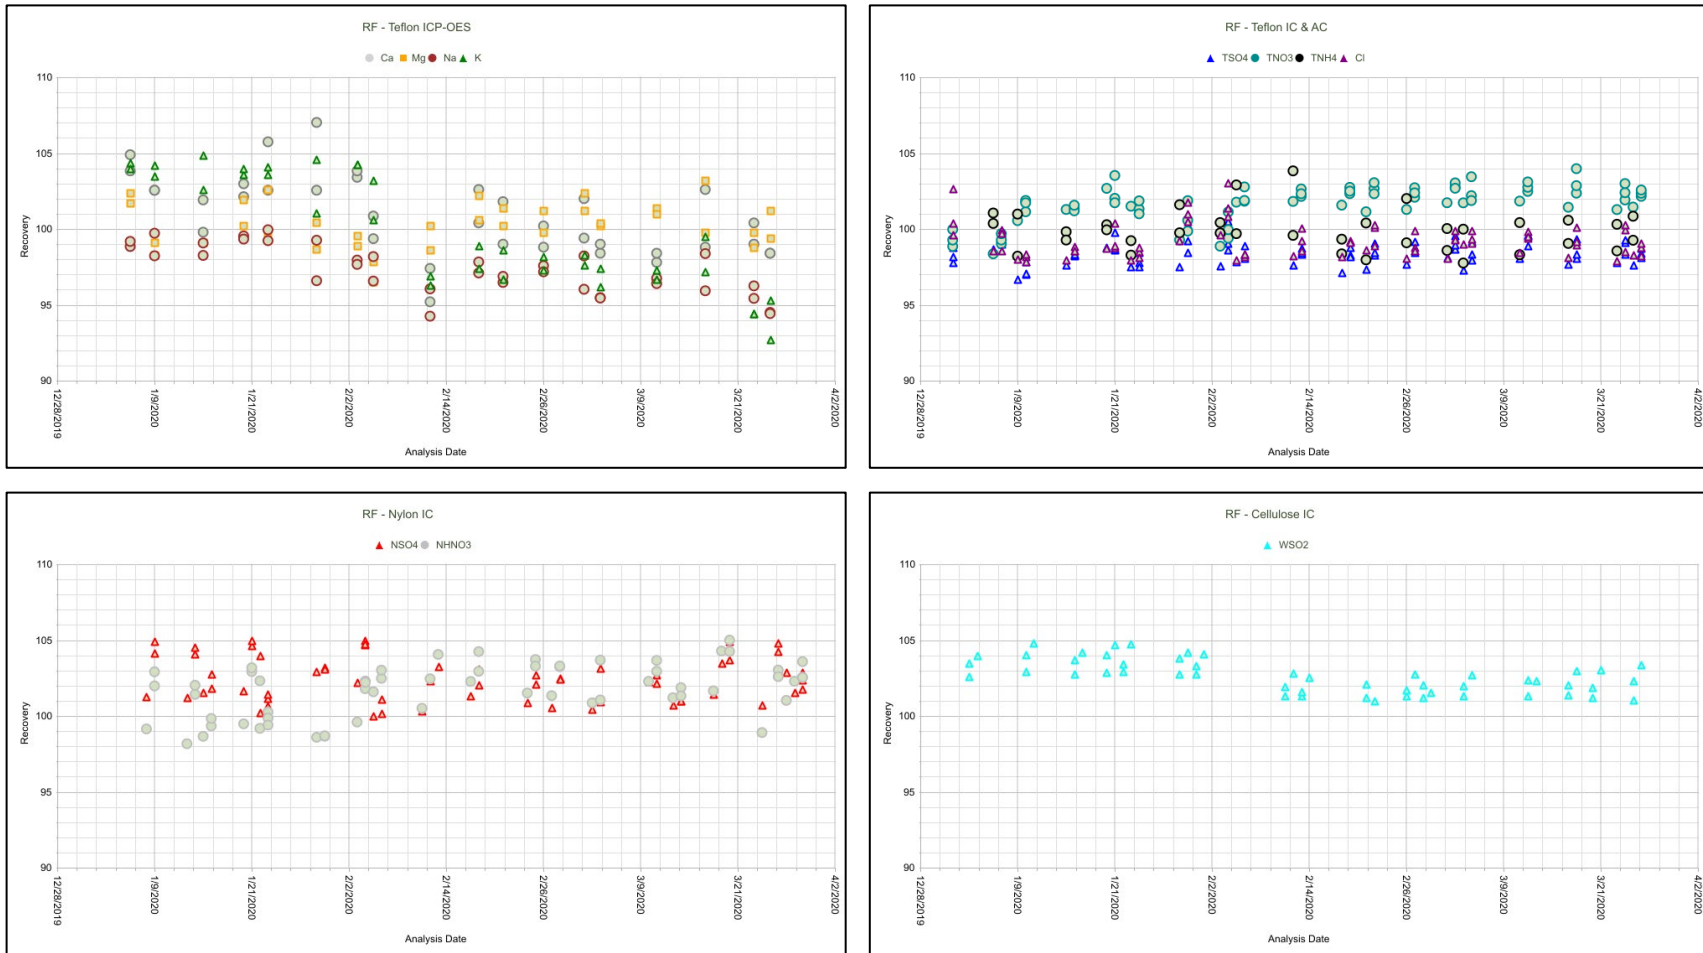 RF - Teflon ICP-OES
Ca Mg Na K
110
105
100
95
90
Recovery
12/28/2019 1/9/2020 1/21/2020 2/2/2020 2/14/2020 2/26/2020 3/9/2020 3/21/2020 4/2/2020
Analysis Date
RF - Teflon IC & AC
TSO4 TNO3 TNH4 Cl
110
105
100
95
90
Recovery
12/28/2019 1/9/2020 1/21/2020 2/2/2020 2/14/2020 2/26/2020 3/9/2020 3/21/2020 4/2/2020
Analysis Date
RF - Nylon IC
NSO4 NHNO3
110
105
100
95
90
Recovery
12/28/2019 1/9/2020 1/21/2020 2/2/2020 2/14/2020 2/26/2020 3/9/2020 3/21/2020 4/2/2020
Analysis Date
RF - Cellulose IC
WSO2
110
105
100
95
90
Recovery
12/28/2019 1/9/2020 1/21/2020 2/2/2020 2/14/2020 2/26/2020 3/9/2020 3/21/2020 4/2/2020
Analysis Date